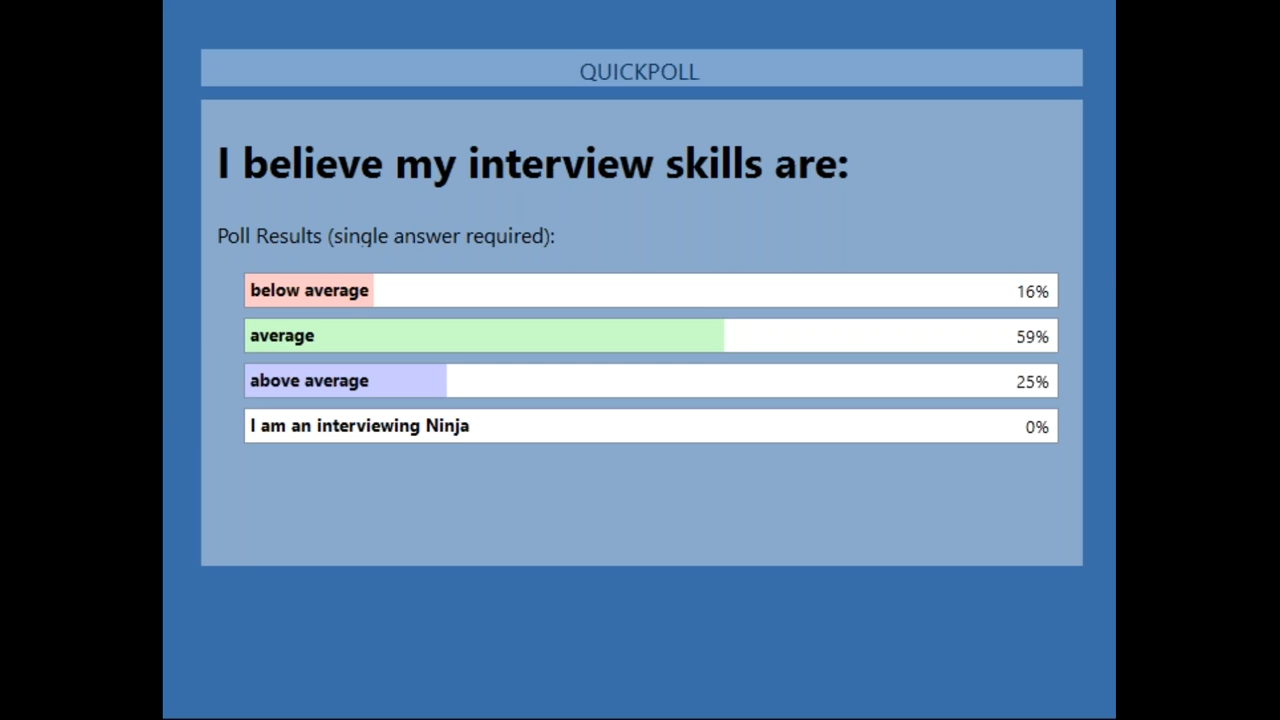 QUICKPOLL
I believe my interview skills are:
Poll Results (single answer required):
below average 16%
average 59%
above average 25%
I am an interviewing Ninja 0%